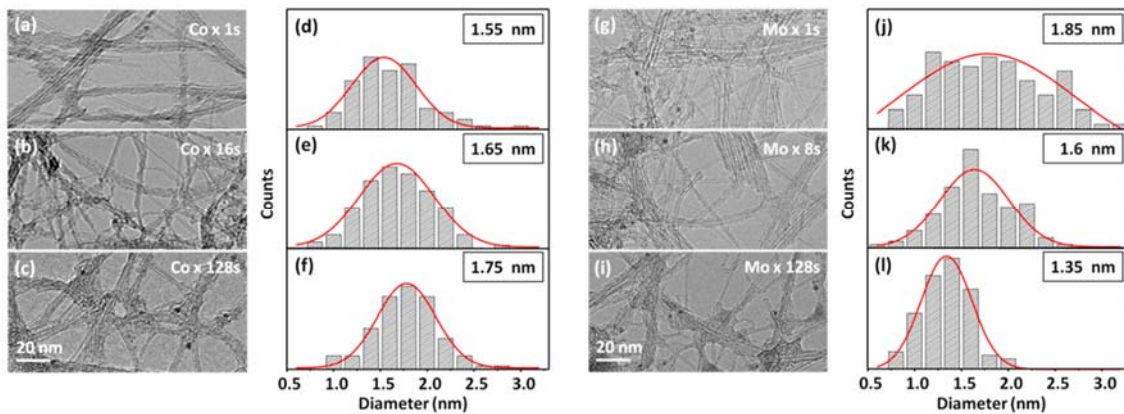 (a)
Co x 1s
(b)
Co x 16s
(c)
Co x 128s
20 nm
(d)
1.55 nm
(e)
1.65 nm
(f)
1.75 nm
Counts
0.5 1.0 1.5 2.0 2.5 3.0
Diameter (nm)
(g)
Mo x 1s
(h)
Mo x 8s
(i)
Mo x 128s
20 nm
(j)
1.85 nm
(k)
1.6 nm
(l)
1.35 nm
Counts
0.5 1.0 1.5 2.0 2.5 3.0
Diameter (nm)